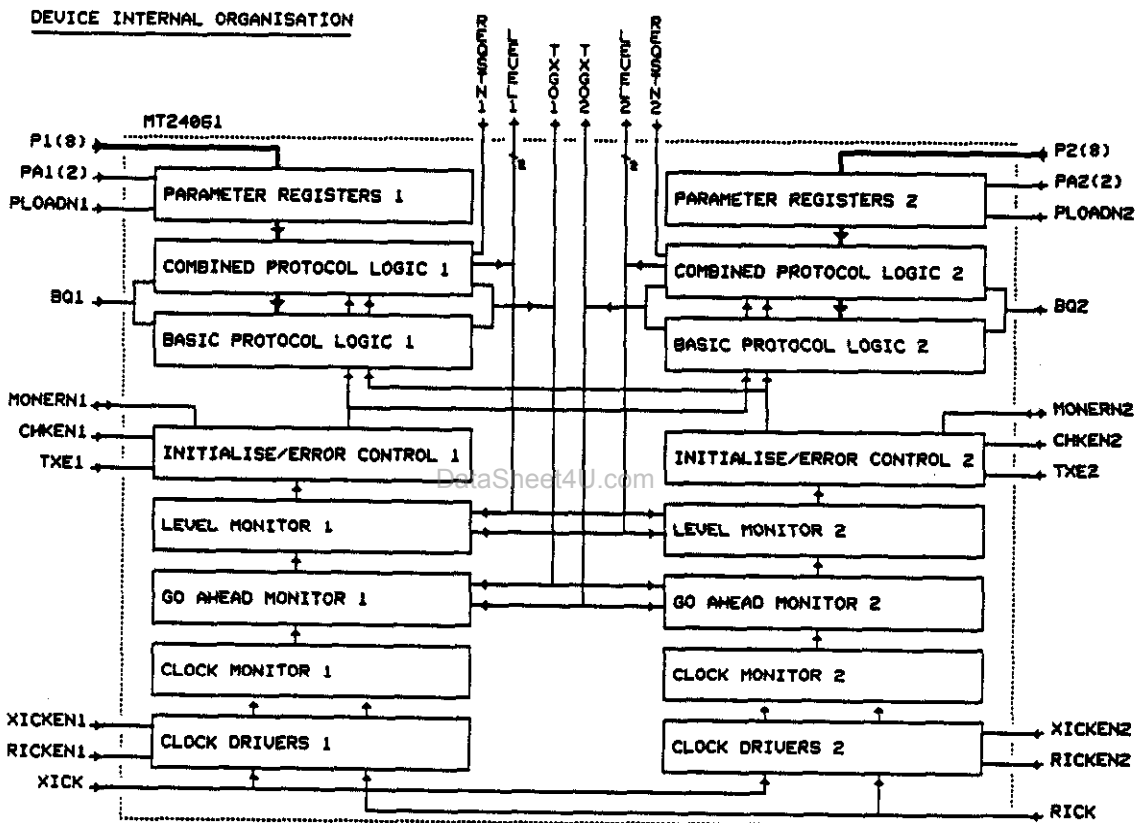 DEVICE INTERNAL ORGANISATION
REDSTN1
LEVEL1
TXGO1
TXGO2
LEVEL2
REDSTN2
MT24061
P1(8)
P2(8)
PA1(2)
PA2(2)
PLOADN1
PLOADN2
2
2
PARAMETER REGISTERS 1
PARAMETER REGISTERS 2
COMBINED PROTOCOL LOGIC 1
COMBINED PROTOCOL LOGIC 2
BQ1
BQ2
BASIC PROTOCOL LOGIC 1
BASIC PROTOCOL LOGIC 2
MONERN1
MONERN2
CHKEN1
CHKEN2
TXE1
TXE2
INITIALISE/ERROR CONTROL 1
INITIALISE/ERROR CONTROL 2
DataSheet4U.com
LEVEL MONITOR 1
LEVEL MONITOR 2
GO AHEAD MONITOR 1
GO AHEAD MONITOR 2
CLOCK MONITOR 1
CLOCK MONITOR 2
XICKEN1
XICKEN2
RICKEN1
RICKEN2
CLOCK DRIVERS 1
CLOCK DRIVERS 2
XICK
RICK